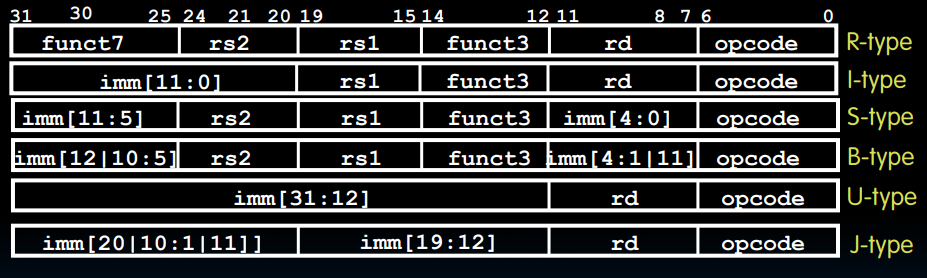 31 30 25 24 21 20 19 15 14 12 11 8 7 6 0
funct7 rs2 rs1 funct3 rd opcode R-type
imm[11:0] rs1 funct3 rd opcode I-type
imm[11:5] rs2 rs1 funct3 imm[4:0] opcode S-type
imm[12|10:5] rs2 rs1 funct3 imm[4:1|11] opcode B-type
imm[31:12] rd opcode U-type
imm[20|10:1|11]] imm[19:12] rd opcode J-type